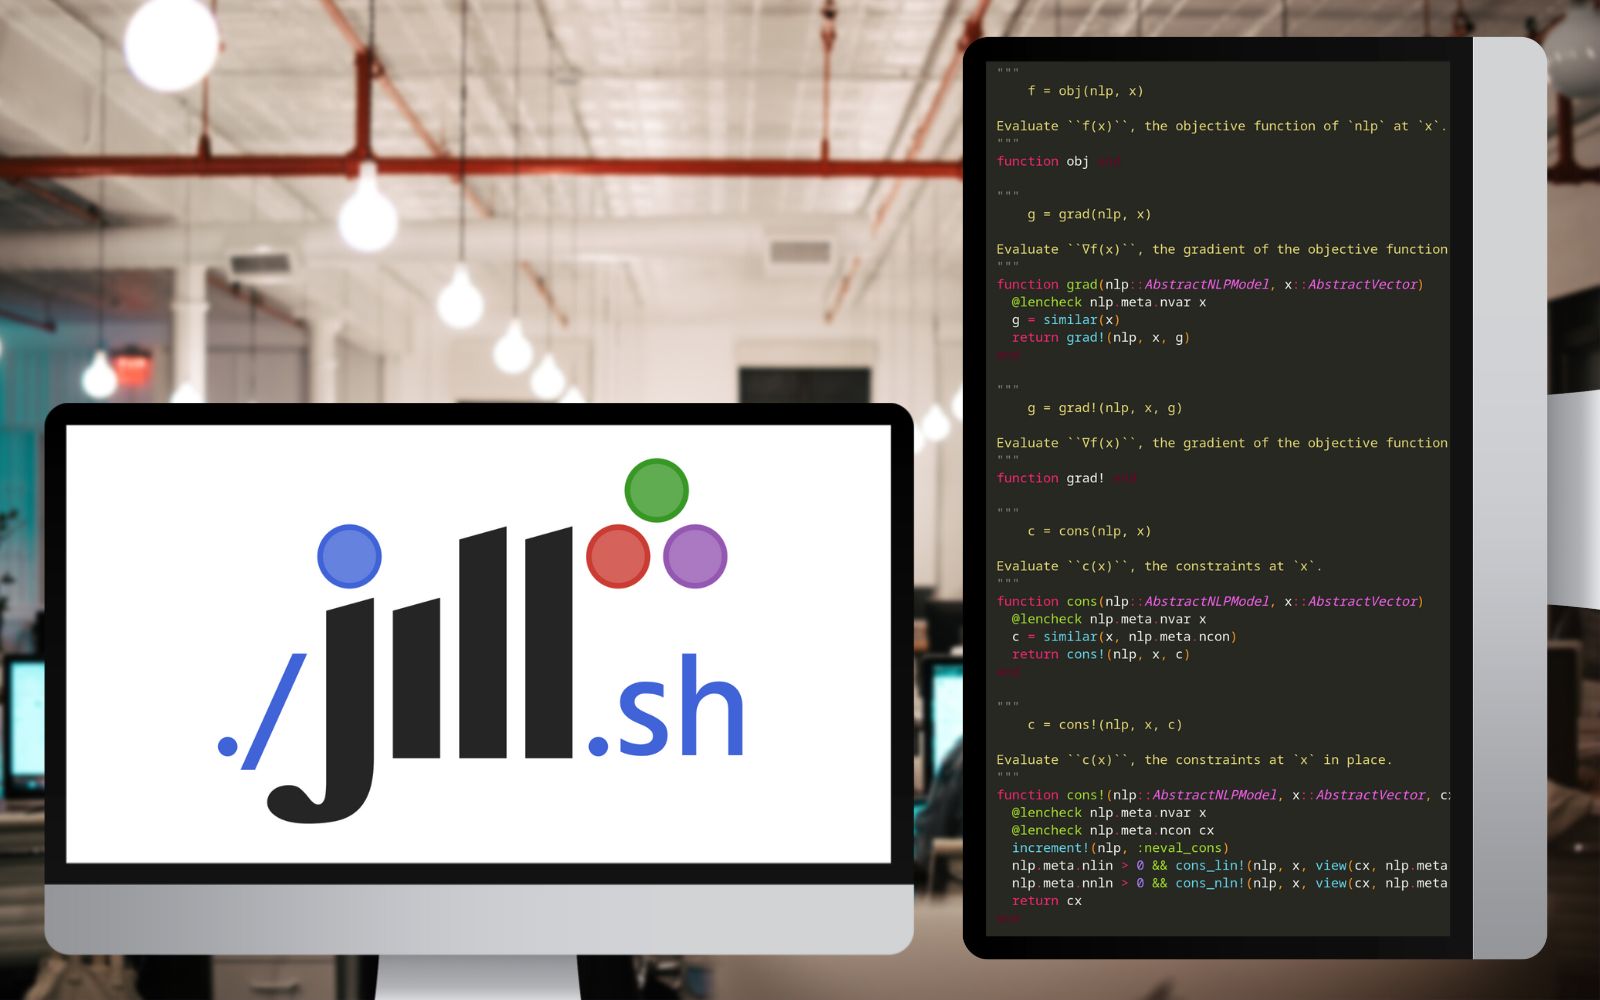 ./jill.sh
"""
    f = obj(nlp, x)
Evaluate ``f(x)``, the objective function of `nlp` at `x`.
"""
function obj end
"""
    g = grad(nlp, x)
Evaluate ``∇f(x)``, the gradient of the objective function
"""
function grad(nlp::AbstractNLPModel, x::AbstractVector)
  @lencheck nlp.meta.nvar x
  g = similar(x)
  return grad!(nlp, x, g)
end
"""
    g = grad!(nlp, x, g)
Evaluate ``∇f(x)``, the gradient of the objective function
"""
function grad! end
"""
    c = cons(nlp, x)
Evaluate ``c(x)``, the constraints at `x`.
"""
function cons(nlp::AbstractNLPModel, x::AbstractVector)
  @lencheck nlp.meta.nvar x
  c = similar(x, nlp.meta.ncon)
  return cons!(nlp, x, c)
end
"""
    c = cons!(nlp, x, c)
Evaluate ``c(x)``, the constraints at `x` in place.
"""
function cons!(nlp::AbstractNLPModel, x::AbstractVector, cx
  @lencheck nlp.meta.nvar x
  @lencheck nlp.meta.ncon cx
  increment!(nlp, :neval_cons)
  nlp.meta.nlin > 0 && cons_lin!(nlp, x, view(cx, nlp.meta
  nlp.meta.nnln > 0 && cons_nln!(nlp, x, view(cx, nlp.meta
  return cx
end